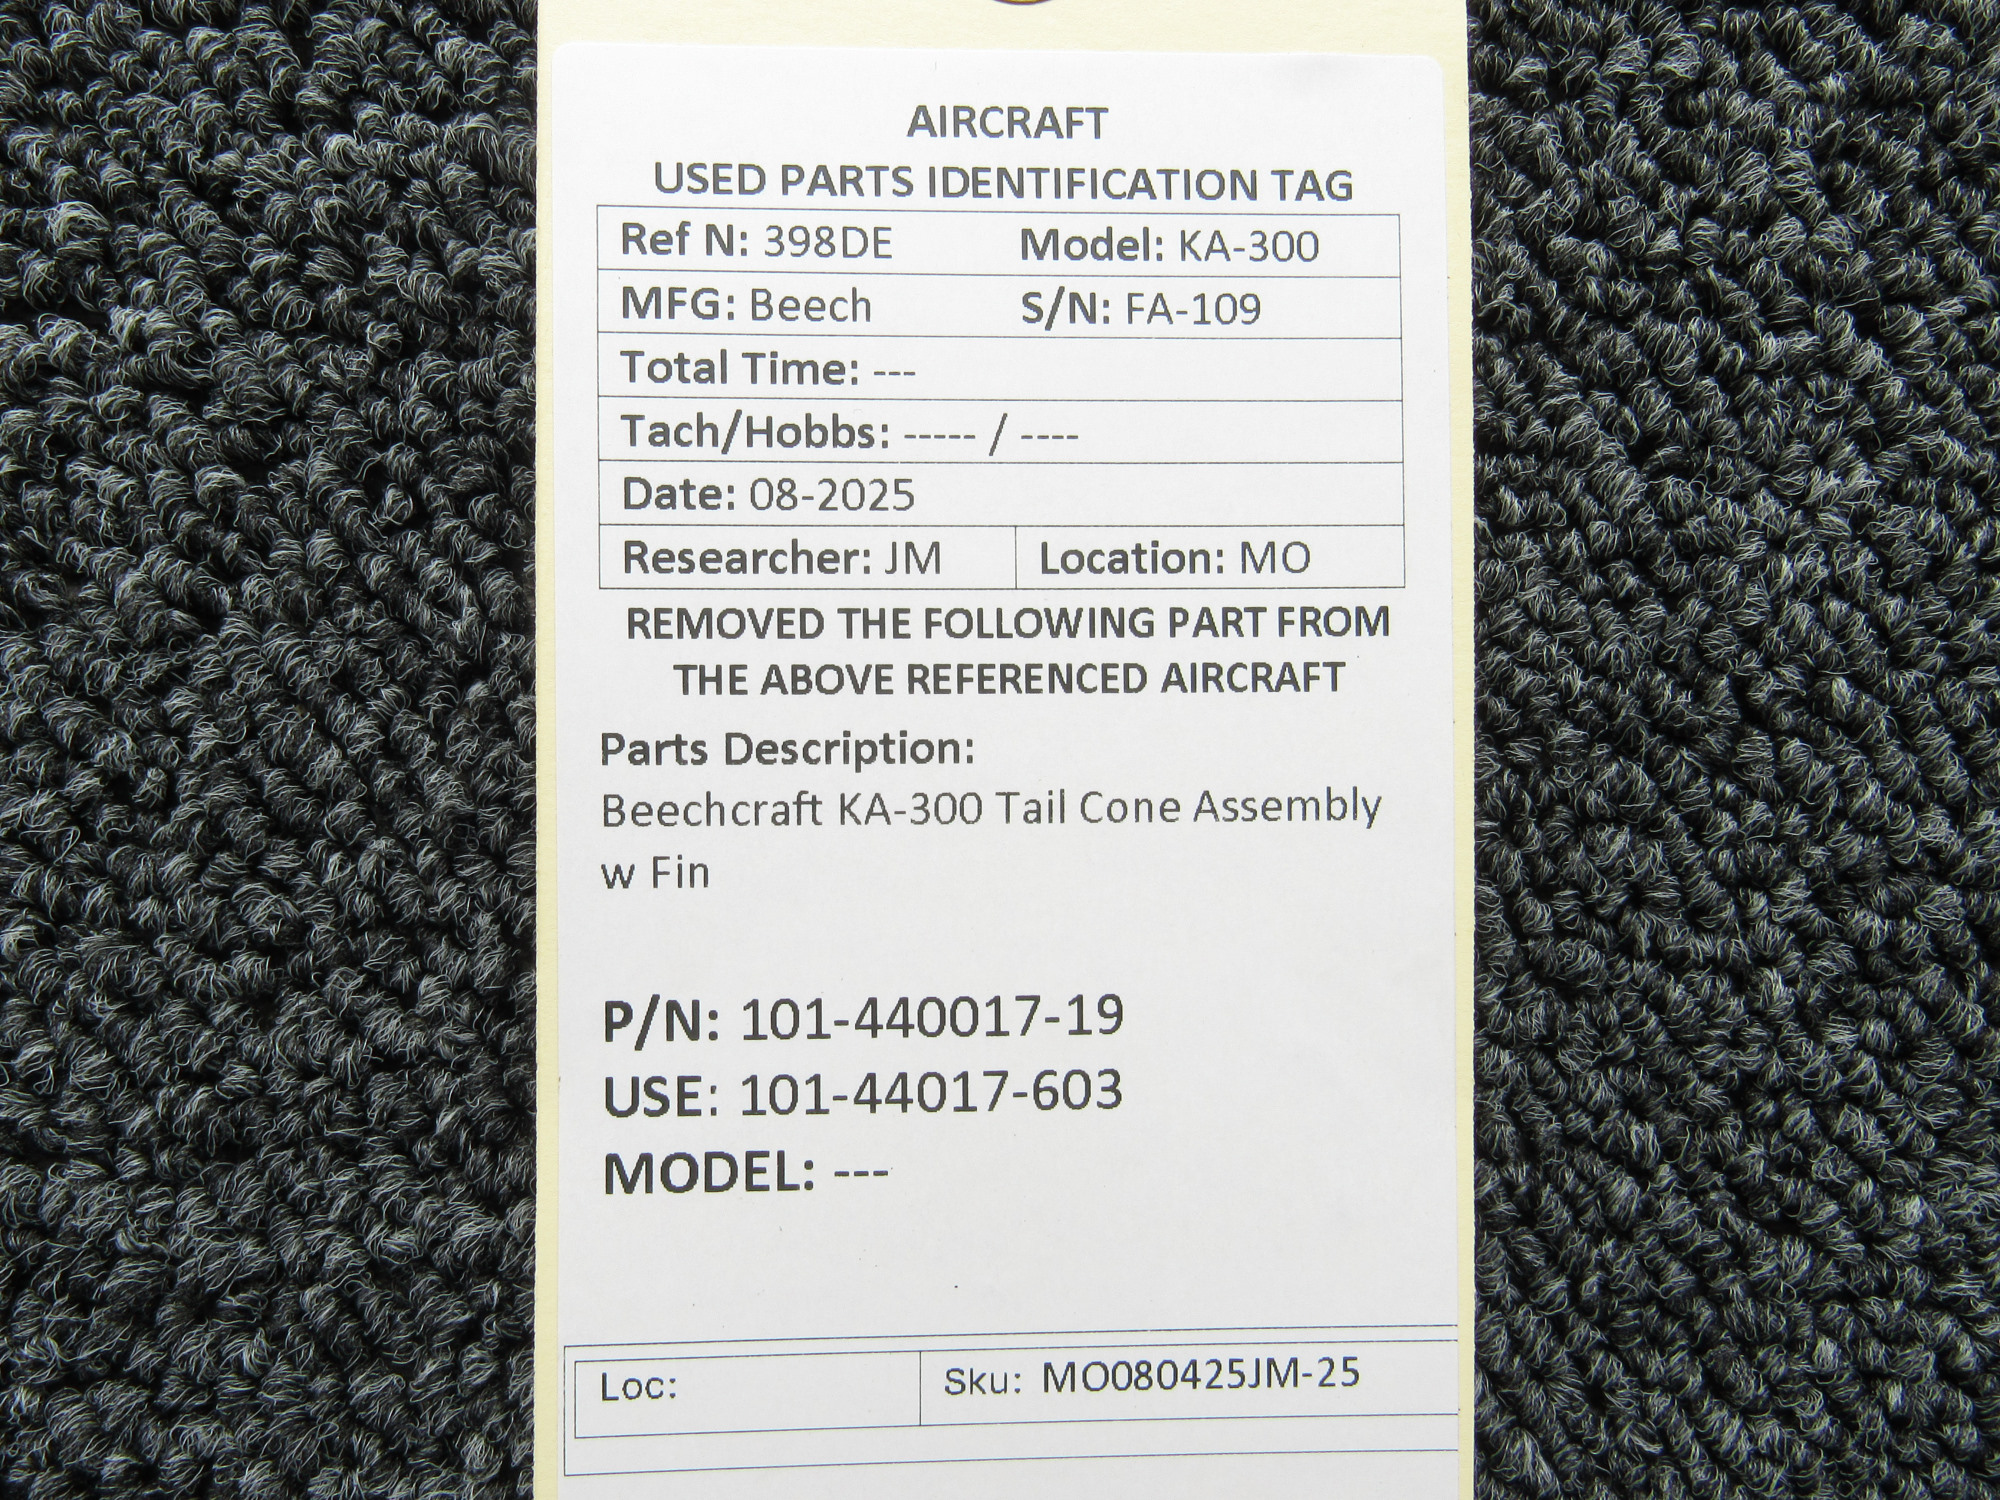 AIRCRAFT
USED PARTS IDENTIFICATION TAG
Ref N: 398DE Model: KA-300
MFG: Beech S/N: FA-109
Total Time: ---
Tach/Hobbs: ----- / ----
Date: 08-2025
Researcher: JM Location: MO
REMOVED THE FOLLOWING PART FROM
THE ABOVE REFERENCED AIRCRAFT
Parts Description:
Beechcraft KA-300 Tail Cone Assembly
w Fin
P/N: 101-440017-19
USE: 101-44017-603
MODEL: ---
Loc: Sku: MO080425JM-25